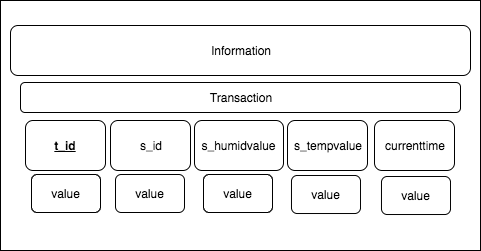 Information
Transaction
t_id s_id s_humidvalue s_tempvalue currenttime
value value value value value